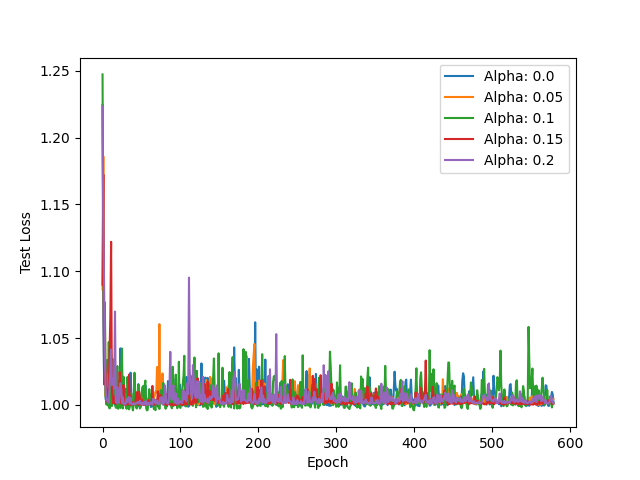 1.25
1.20
1.15
1.10
1.05
1.00
Test Loss
0
100
200
300
400
500
600
Epoch
Alpha: 0.0
Alpha: 0.05
Alpha: 0.1
Alpha: 0.15
Alpha: 0.2